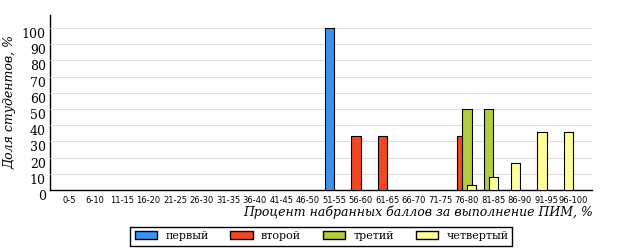 Доля студентов, %
100
90
80
70
60
50
40
30
20
10
0
0-5 6-10 11-15 16-20 21-25 26-30 31-35 36-40 41-45 46-50 51-55 56-60 61-65 66-70 71-75 76-80 81-85 86-90 91-95 96-100
Процент набранных баллов за выполнение ПИМ, %
первый второй третий четвертый